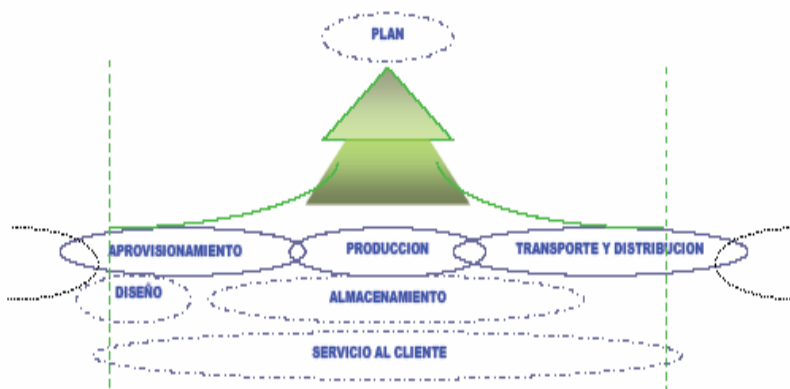 PLAN
APROVISIONAMIENTO
PRODUCCION
TRANSPORTE Y DISTRIBUCION
DISEÑO
ALMACENAMIENTO
SERVICIO AL CLIENTE